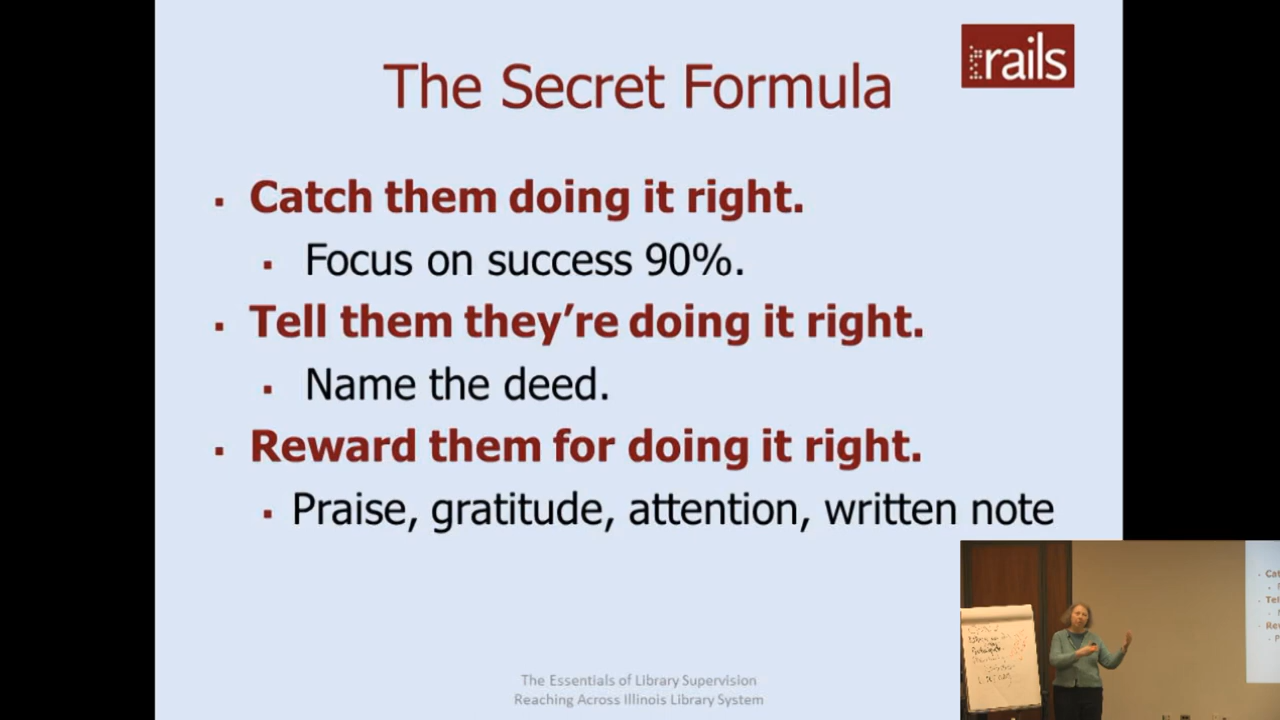 The Secret Formula
rails
Catch them doing it right.
Focus on success 90%.
Tell them they're doing it right.
Name the deed.
Reward them for doing it right.
Praise, gratitude, attention, written note
The Essentials of Library Supervision
Reaching Across Illinois Library System